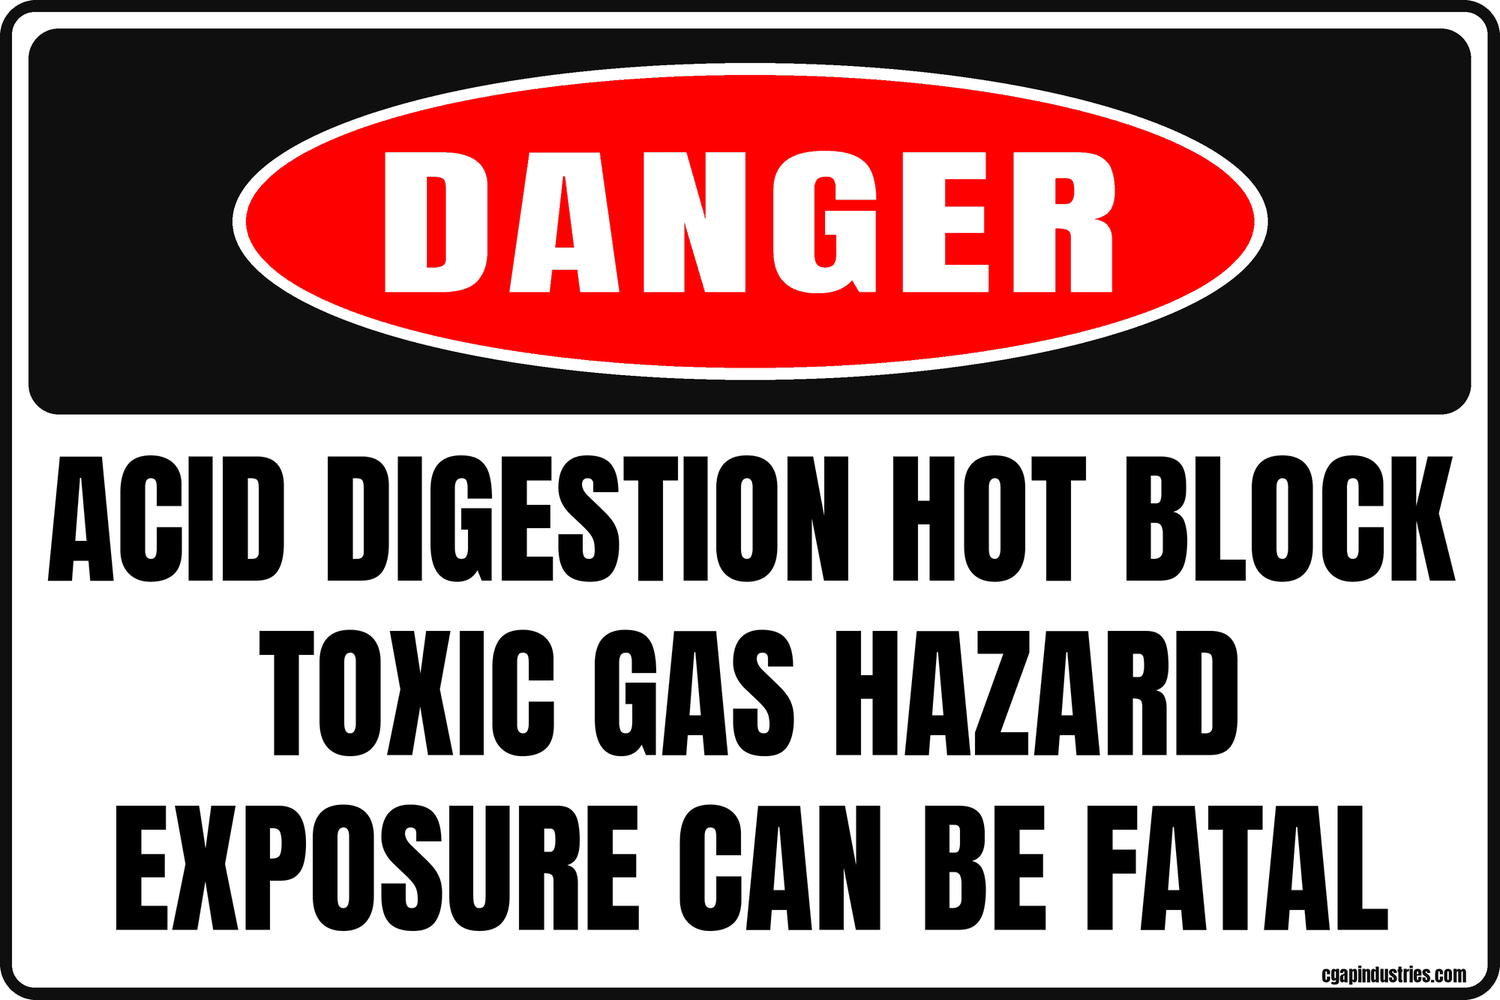 DANGER
ACID DIGESTION HOT BLOCK
TOXIC GAS HAZARD
EXPOSURE CAN BE FATAL
cgapindustries.com